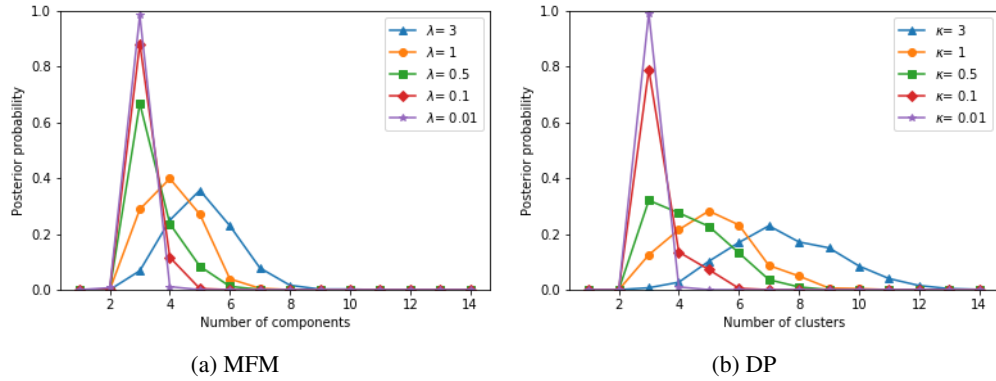 1.0
0.8
0.6
0.4
0.2
0.0
Posterior probability
2 4 6 8 10 12 14
Number of components
λ= 3
λ= 1
λ= 0.5
λ= 0.1
λ= 0.01
(a) MFM
1.0
0.8
0.6
0.4
0.2
0.0
Posterior probability
2 4 6 8 10 12 14
Number of clusters
κ= 3
κ= 1
κ= 0.5
κ= 0.1
κ= 0.01
(b) DP